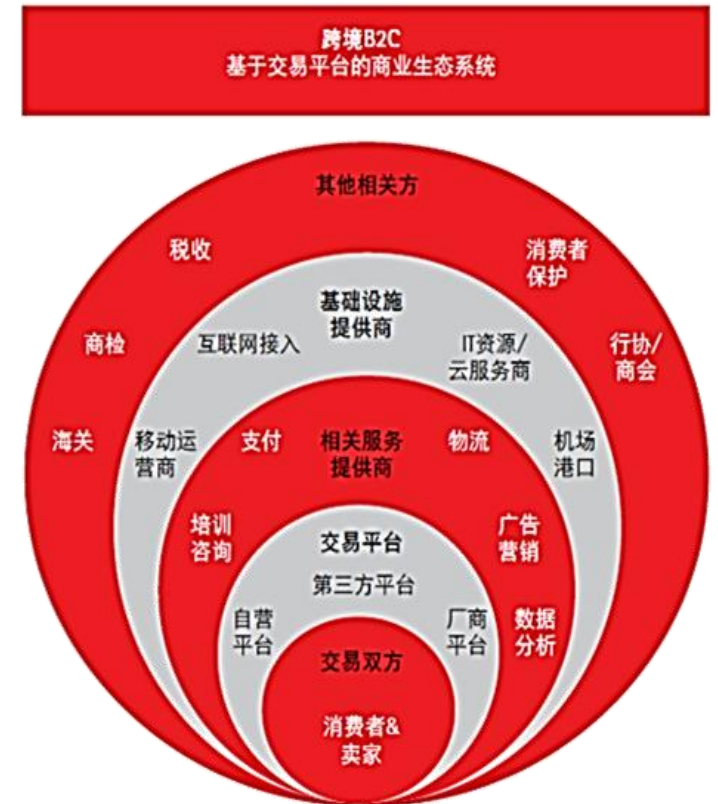 跨境B2C
基于交易平台的商业生态系统
其他相关方
税收
消费者
保护
商检
行协/
商会
海关
基础设施
提供商
互联网接入
IT资源/
云服务商
移动运
营商
机场
港口
相关服务
提供商
支付
物流
培训
咨询
广告
营销
数据
分析
交易平台
第三方平台
自营
平台
厂商
平台
交易双方
消费者&
卖家